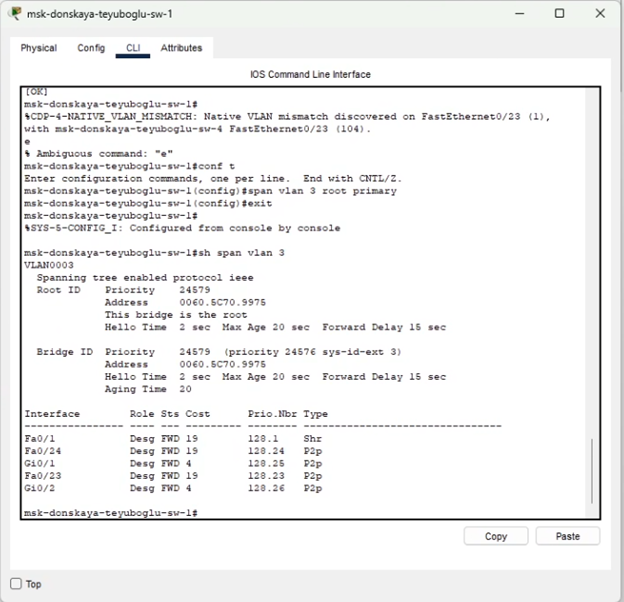 msk-donskaya-teyuboglu-sw-1
Physical Config CLI Attributes
IOS Command Line Interface
[OK]
msk-donskaya-teyuboglu-sw-1#
%CDP-4-NATIVE_VLAN_MISMATCH: Native VLAN mismatch discovered on FastEthernet0/23 (1),
with msk-donskaya-teyuboglu-sw-4 FastEthernet0/23 (104).
e
% Ambiguous command: "e"
msk-donskaya-teyuboglu-sw-1#conf t
Enter configuration commands, one per line. End with CNTL/Z.
msk-donskaya-teyuboglu-sw-1(config)#span vlan 3 root primary
msk-donskaya-teyuboglu-sw-1(config)#exit
msk-donskaya-teyuboglu-sw-1#
%SYS-5-CONFIG_I: Configured from console by console
msk-donskaya-teyuboglu-sw-1#sh span vlan 3
VLAN0003
Spanning tree enabled protocol ieee
Root ID Priority 24579
Address 0060.5C70.9975
This bridge is the root
Hello Time 2 sec Max Age 20 sec Forward Delay 15 sec
Bridge ID Priority 24579 (priority 24576 sys-id-ext 3)
Address 0060.5C70.9975
Hello Time 2 sec Max Age 20 sec Forward Delay 15 sec
Aging Time 20
Interface Role Sts Cost Prio.Nbr Type
---------------- ---- --- --------- -------- --------------------------------
Fa0/1 Desg FWD 19 128.1 Shr
Fa0/24 Desg FWD 19 128.24 P2p
Gi0/1 Desg FWD 4 128.25 P2p
Fa0/23 Desg FWD 19 128.23 P2p
Gi0/2 Desg FWD 4 128.26 P2p
msk-donskaya-teyuboglu-sw-1#
Copy Paste
Top